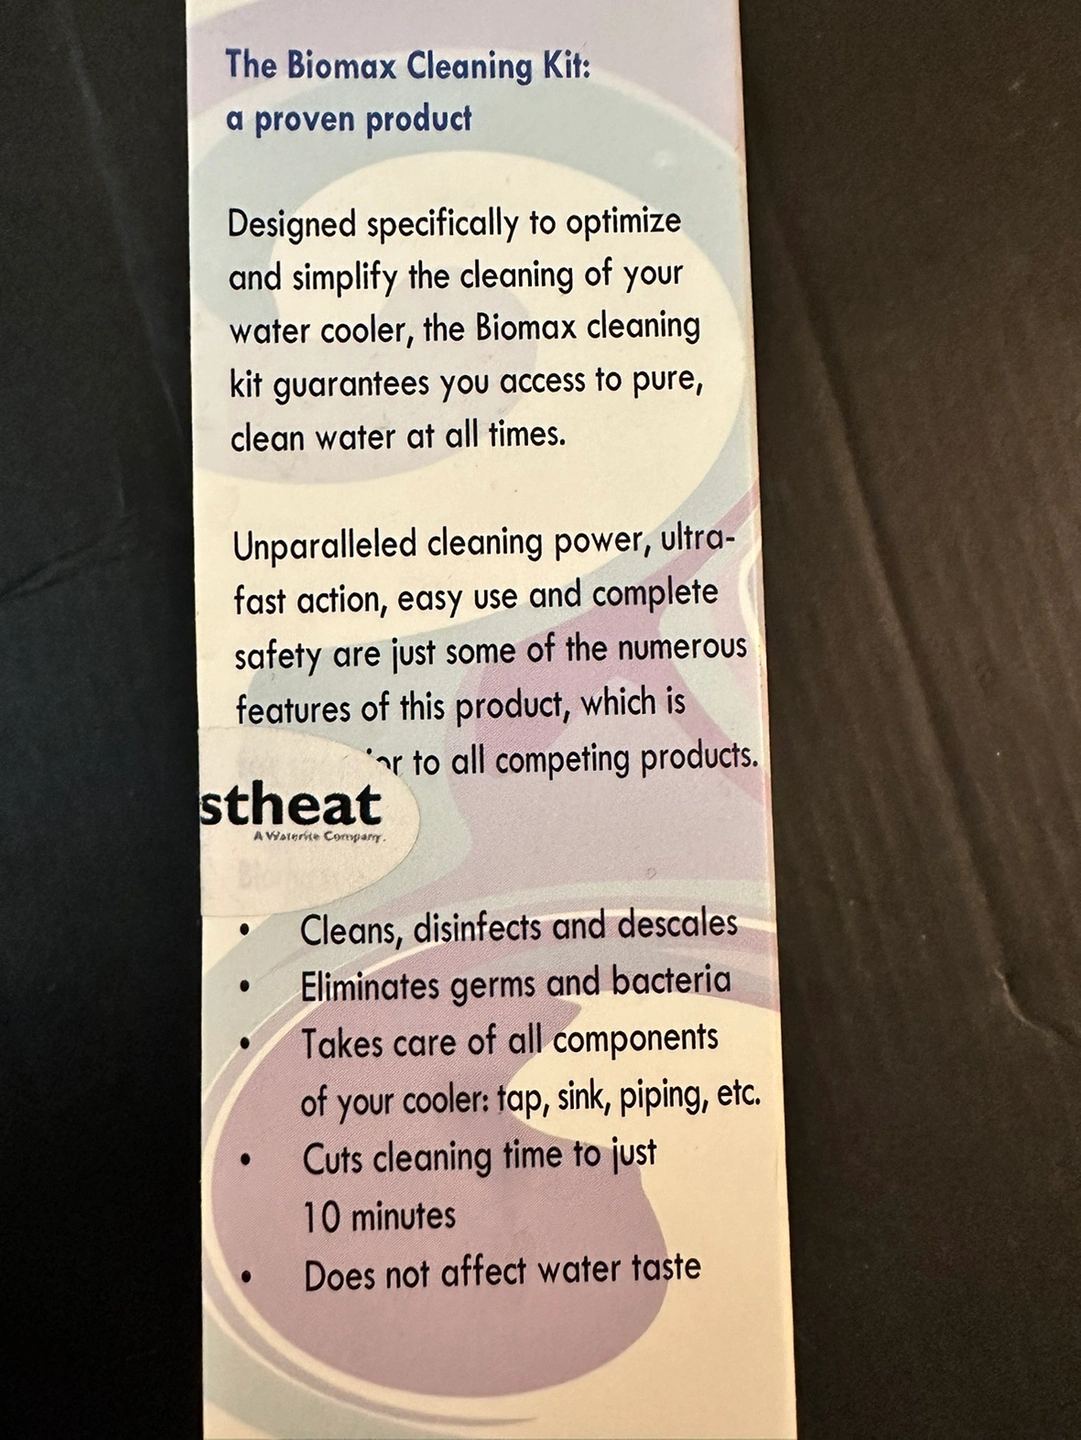 The Biomax Cleaning Kit:
a proven product
Designed specifically to optimize
and simplify the cleaning of your
water cooler, the Biomax cleaning
kit guarantees you access to pure,
clean water at all times.
Unparalleled cleaning power, ultra-
fast action, easy use and complete
safety are just some of the numerous
features of this product, which is
to all competing products.
stheat
A Waterite Company.
• Cleans, disinfects and descales
• Eliminates germs and bacteria
• Takes care of all components
of your cooler: tap, sink, piping, etc.
• Cuts cleaning time to just
10 minutes
• Does not affect water taste